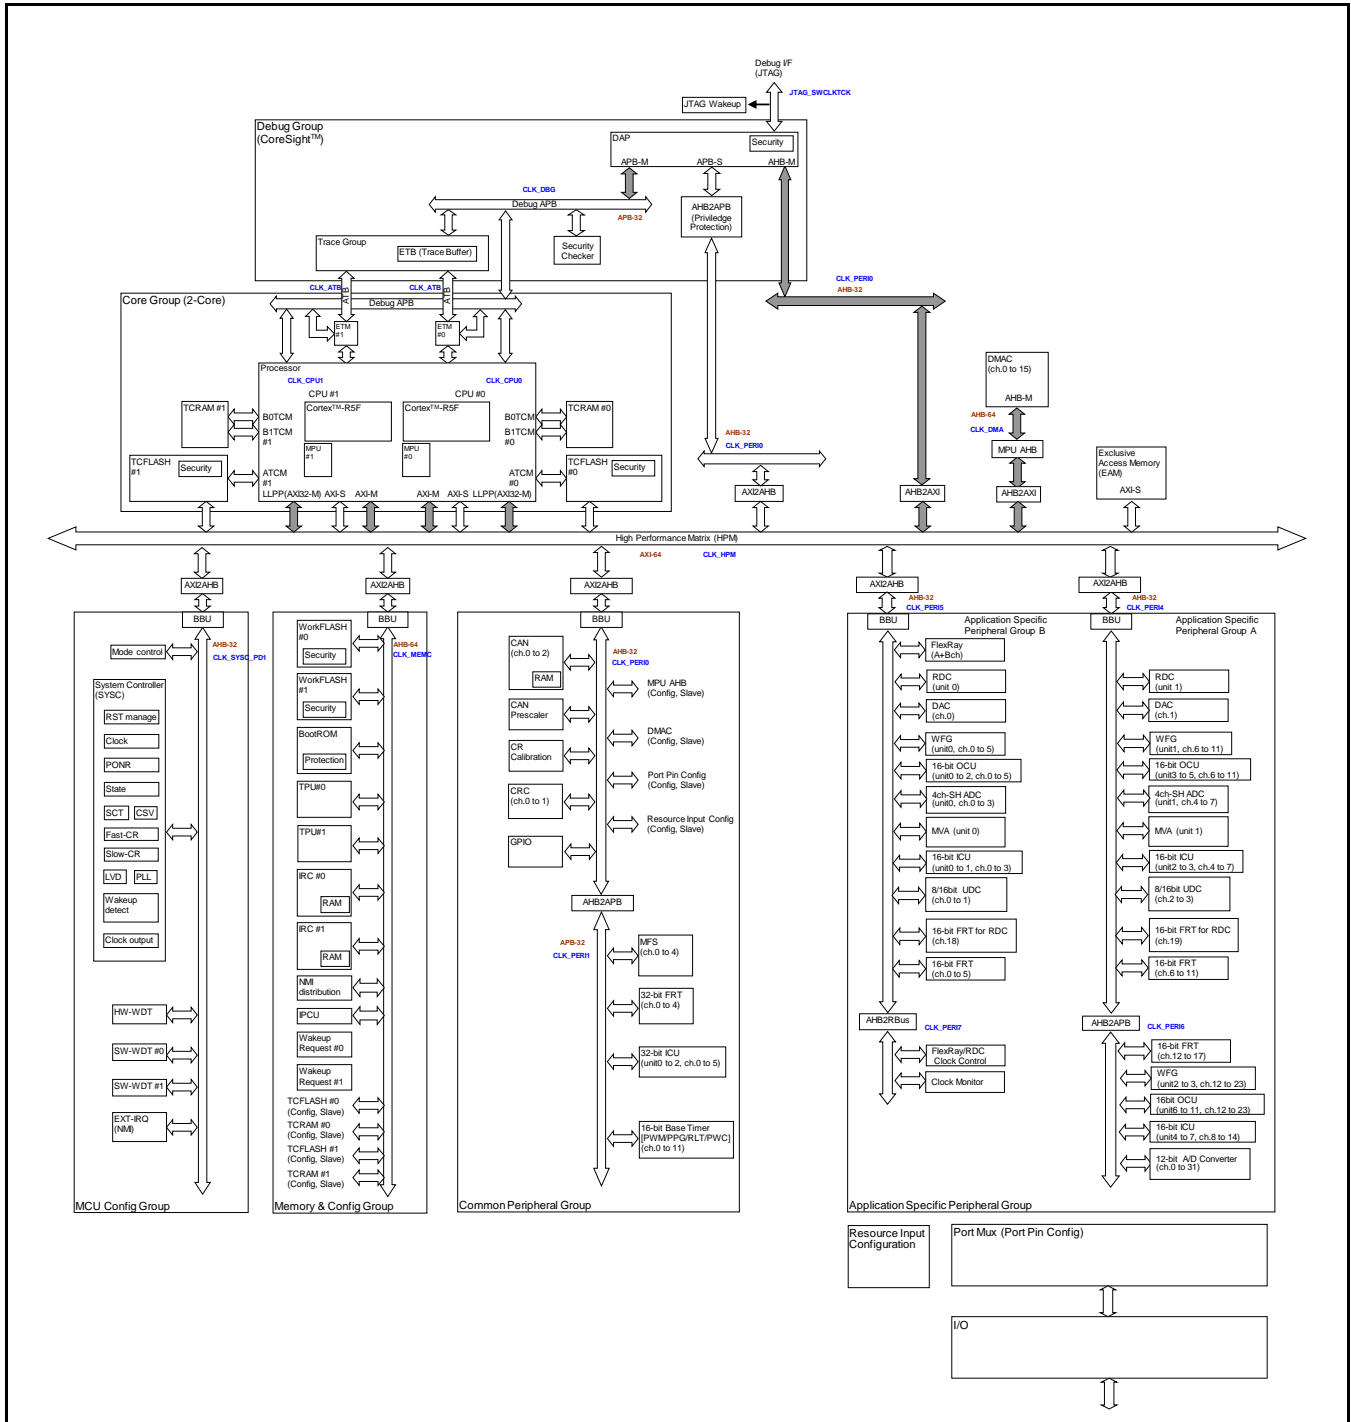 Debug I/F
(JTAG)
JTAG_SWCLKTCK
JTAG Wakeup
Debug Group
(CoreSight™)
DAP
Security
APB-M
APB-S
AHB-M
CLK_DBG
Debug APB
APB-32
AHB2APB
(Priviledge
Protection)
Trace Group
ETB (Trace Buffer)
Security
Checker
CLK_ATB
ATB
CLK_ATB
ATB
CLK_PERI0
AHB-32
Core Group (2-Core)
Debug APB
ETM
#1
ETM
#0
Processor
CLK_CPU1
CLK_CPU0
CPU #1
CPU #0
Cortex™-R5F
Cortex™-R5F
MPU
#1
MPU
#0
TCRAM #1
B0TCM
B1TCM
#1
B0TCM
B1TCM
#0
TCRAM #0
TCFLASH
#1
Security
ATCM
#1
ATCM
#0
TCFLASH
#0
Security
LLPP(AXI32-M)
AXI-S
AXI-M
AXI-M
AXI-S
LLPP(AXI32-M)
AHB-32
CLK_PERI0
AXI2AHB
AHB2AXI
DMAC
(ch.0 to 15)
AHB-M
AHB-64
CLK_DMA
MPU AHB
AHB2AXI
Exclusive
Access Memory
(EAM)
AXI-S
High Performance Matrix (HPM)
AXI-64
CLK_HPM
AXI2AHB
BBU
AHB-32
CLK_SYSC_PD1
Mode control
System Controller
(SYSC)
RST manage
Clock
PONR
State
SCT
CSV
Fast-CR
Slow-CR
LVD
PLL
Wakeup
detect
Clock output
HW-WDT
SW-WDT #0
SW-WDT #1
EXT-IRQ
(NMI)
MCU Config Group
AXI2AHB
BBU
AHB-64
CLK_MEMC
WorkFLASH
#0
Security
WorkFLASH
#1
Security
BootROM
Protection
TPU#0
TPU#1
IRC #0
RAM
IRC #1
RAM
NMI
distribution
IPCU
Wakeup
Request #0
Wakeup
Request #1
TCFLASH #0
(Config, Slave)
TCRAM #0
(Config, Slave)
TCFLASH #1
(Config, Slave)
TCRAM #1
(Config, Slave)
Memory & Config Group
AXI2AHB
BBU
AHB-32
CLK_PERI0
CAN
(ch.0 to 2)
RAM
CAN
Prescaler
CR
Calibration
CRC
(ch.0 to 1)
GPIO
MPU AHB
(Config, Slave)
DMAC
(Config, Slave)
Port Pin Config
(Config, Slave)
Resource Input Config
(Config, Slave)
AHB2APB
APB-32
CLK_PERI1
MFS
(ch.0 to 4)
32-bit FRT
(ch.0 to 4)
32-bit ICU
(unit0 to 2, ch.0 to 5)
16-bit Base Timer
[PWM/PPG/RLT/PWC]
(ch.0 to 11)
Common Peripheral Group
AXI2AHB
AHB-32
CLK_PERI5
BBU
Application Specific
Peripheral Group B
FlexRay
(A+Bch)
RDC
(unit 0)
DAC
(ch.0)
WFG
(unit0, ch.0 to 5)
16-bit OCU
(unit0 to 2, ch.0 to 5)
4ch-SH ADC
(unit0, ch.0 to 3)
MVA (unit 0)
16-bit ICU
(unit0 to 1, ch.0 to 3)
8/16bit UDC
(ch.0 to 1)
16-bit FRT for RDC
(ch.18)
16-bit FRT
(ch.0 to 5)
AHB2RBus
CLK_PERI7
FlexRay/RDC
Clock Control
Clock Monitor
AXI2AHB
AHB-32
CLK_PERI4
BBU
Application Specific
Peripheral Group A
RDC
(unit 1)
DAC
(ch.1)
WFG
(unit1, ch.6 to 11)
16-bit OCU
(unit3 to 5, ch.6 to 11)
4ch-SH ADC
(unit1, ch.4 to 7)
MVA (unit 1)
16-bit ICU
(unit2 to 3, ch.4 to 7)
8/16bit UDC
(ch.2 to 3)
16-bit FRT for RDC
(ch.19)
16-bit FRT
(ch.6 to 11)
AHB2APB
CLK_PERI6
16-bit FRT
(ch.12 to 17)
WFG
(unit2 to 3, ch.12 to 23)
16bit OCU
(unit6 to 11, ch.12 to 23)
16-bit ICU
(unit4 to 7, ch.8 to 14)
12-bit A/D Converter
(ch.0 to 31)
Application Specific Peripheral Group
Resource Input
Configuration
Port Mux (Port Pin Config)
I/O